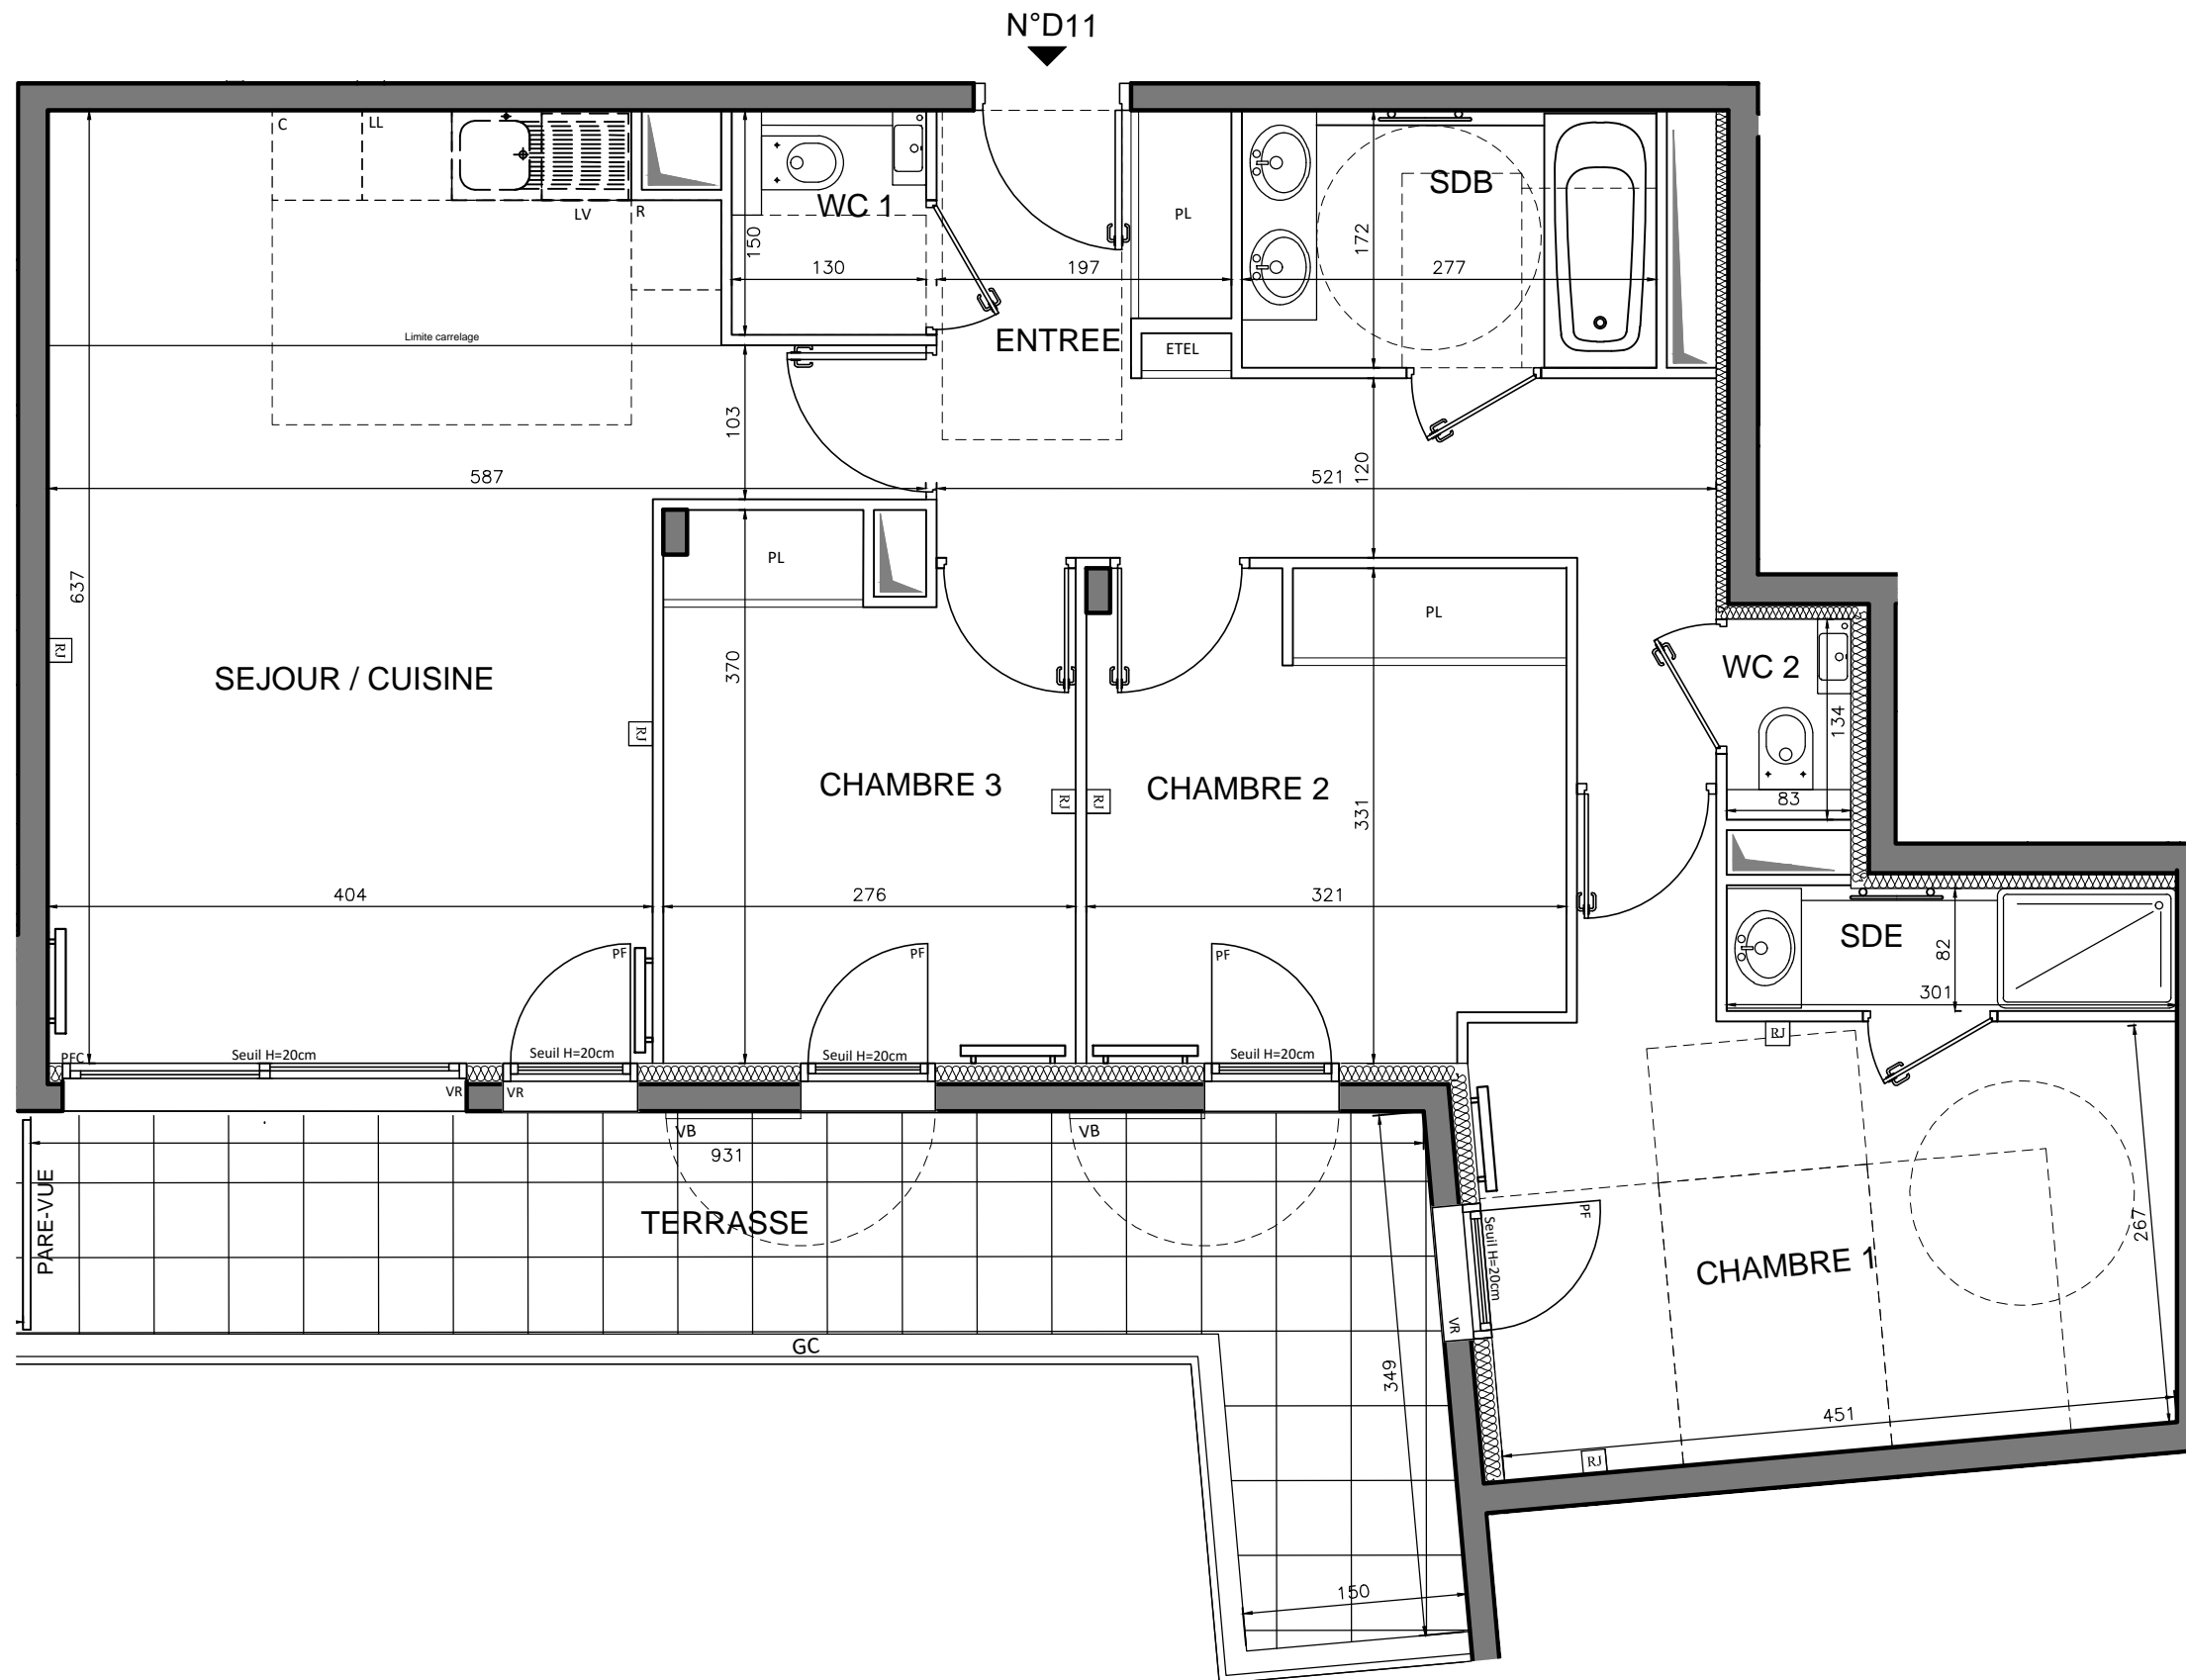 N°D11
C
LL
LV
R
WC 1
150
130
197
PL
172
SDB
277
Limite carrelage
ENTREE
ETEL
103
587
521
120
637
PL
PL
RJ
SEJOUR / CUISINE
370
RJ
WC 2
134
CHAMBRE 3
RJ
RJ
CHAMBRE 2
331
83
404
276
321
SDE
82
301
PF
PF
PF
RJ
PFC
Seuil H=20cm
Seuil H=20cm
Seuil H=20cm
Seuil H=20cm
VR
VR
VB
VB
931
PARE-VUE
TERRASSE
PF
Seuil H=20cm
VR
CHAMBRE 1
267
GC
349
451
RJ
150